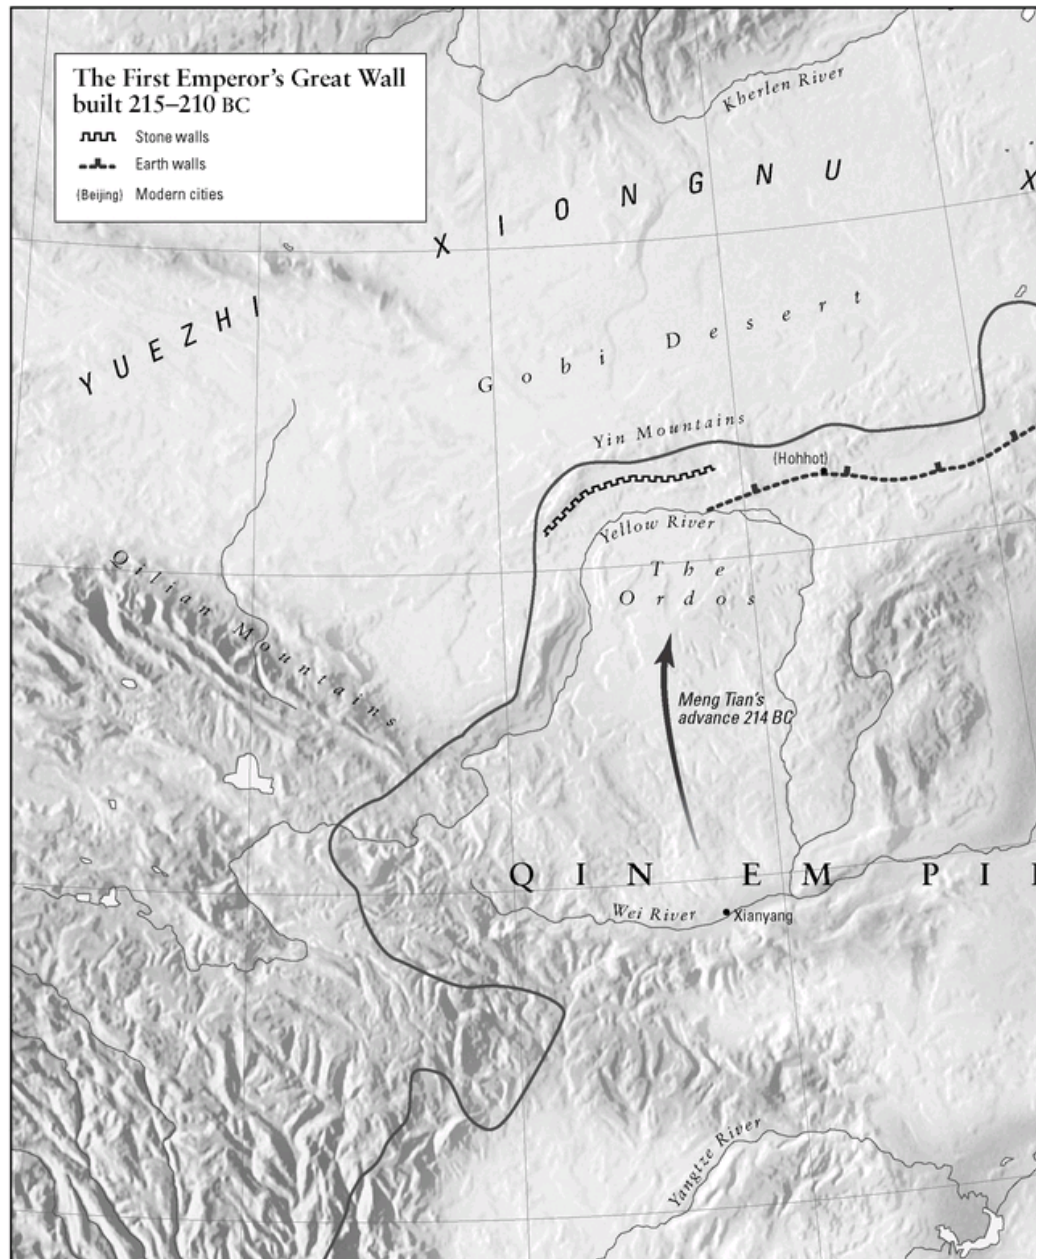 The First Emperor's Great Wall
built 215–210 BC
Stone walls
Earth walls
(Beijing) Modern cities
Kherlen River
XIONGNU
X
YUEZHI
Gobi Desert
Yin Mountains
(Hohhot)
Yellow River
The
Ordos
Qilian Mountains
Meng Tian's
advance 214 BC
QIN EMPI
Wei River
Xianyang
Yangtze River